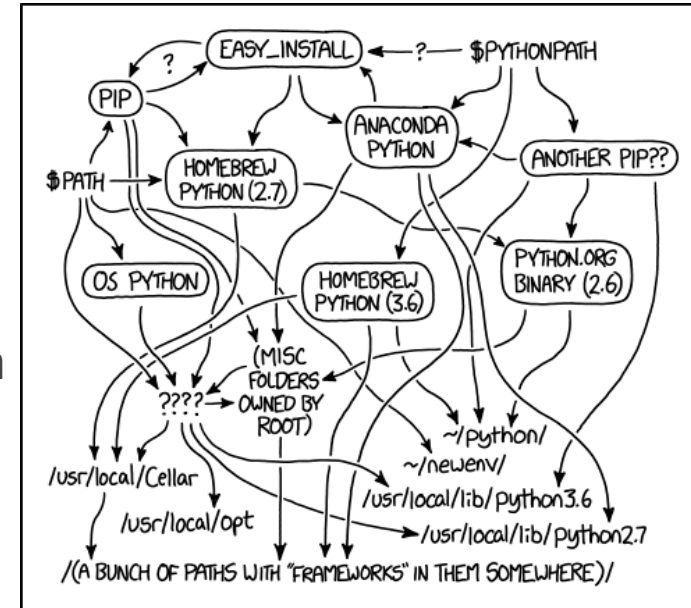 EASY_INSTALL
?
?
$PYTHONPATH
PIP
ANACONDA
PYTHON
ANOTHER PIP??
HOMEBREW
PYTHON (2.7)
$PATH
OS PYTHON
HOMEBREW
PYTHON (3.6)
PYTHON.ORG
BINARY (2.6)
(MISC
FOLDERS
OWNED BY
ROOT)
????
~/python/
~/newenv/
/usr/local/Cellar
/usr/local/lib/python3.6
/usr/local/opt
/usr/local/lib/python2.7
/(A BUNCH OF PATHS WITH "FRAMEWORKS" IN THEM SOMEWHERE)/